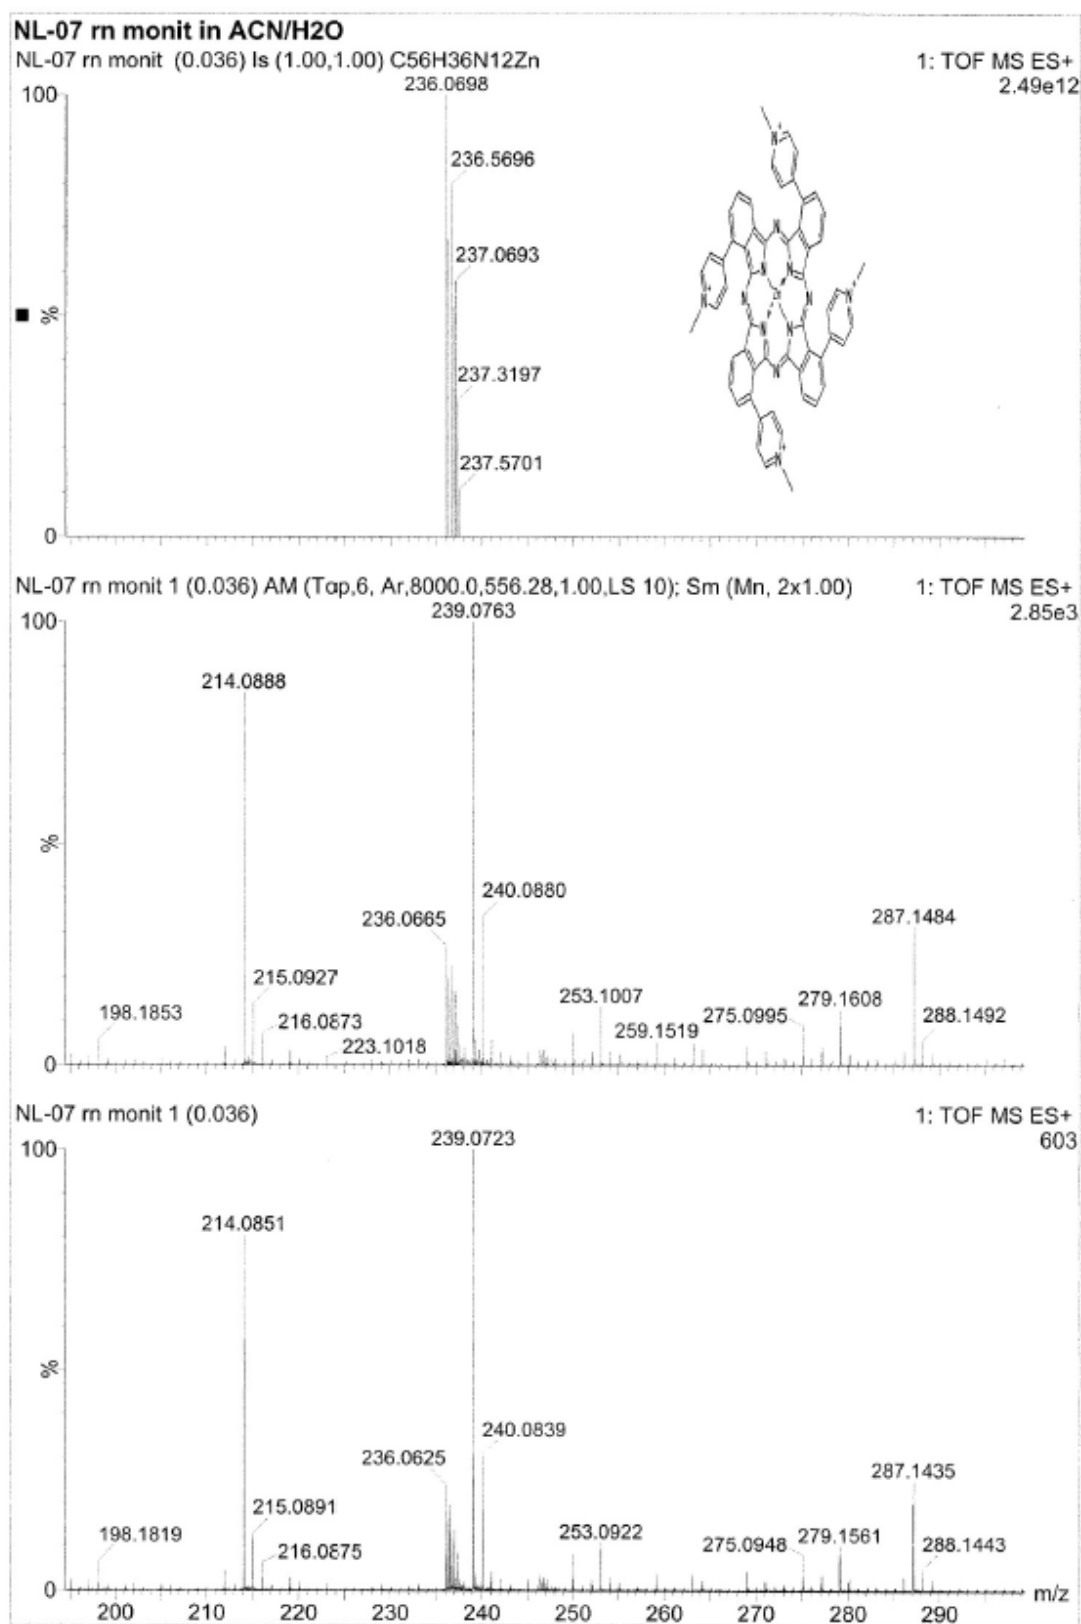 NL-07 rn monit in ACN/H2O
NL-07 rn monit (0.036) Is (1.00,1.00) C56H36N12Zn
1: TOF MS ES+
2.49e12
100
236.0698
236.5696
237.0693
237.3197
237.5701
%
0
N
N
N
N
N
N
N
N
N
N
N
N
+
+
+
+
NL-07 rn monit 1 (0.036) AM (Top,6, Ar,8000.0,556.28,1.00,LS 10); Sm (Mn, 2x1.00)
1: TOF MS ES+
2.85e3
100
239.0763
214.0888
240.0880
236.0665
287.1484
215.0927
253.1007
279.1608
198.1853
275.0995
216.0873
259.1519
288.1492
223.1018
%
0
NL-07 rn monit 1 (0.036)
1: TOF MS ES+
603
100
239.0723
214.0851
240.0839
236.0625
287.1435
215.0891
253.0922
279.1561
198.1819
275.0948
216.0875
288.1443
%
0
m/z
200 210 220 230 240 250 260 270 280 290